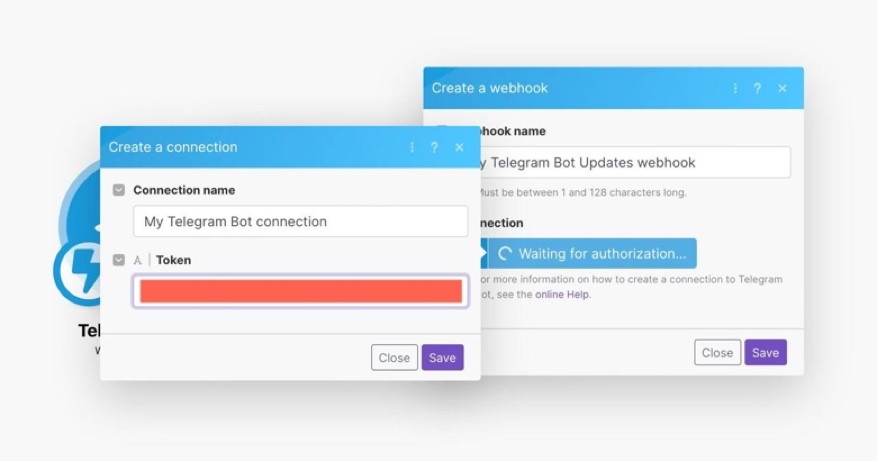 Create a webhook
hook name
y Telegram Bot Updates webhook
Must be between 1 and 128 characters long.
nection
Waiting for authorization...
or more information on how to create a connection to Telegram
ot, see the online Help.
Close
Save
Create a connection
Connection name
My Telegram Bot connection
A
Token
Close
Save
Tel
W